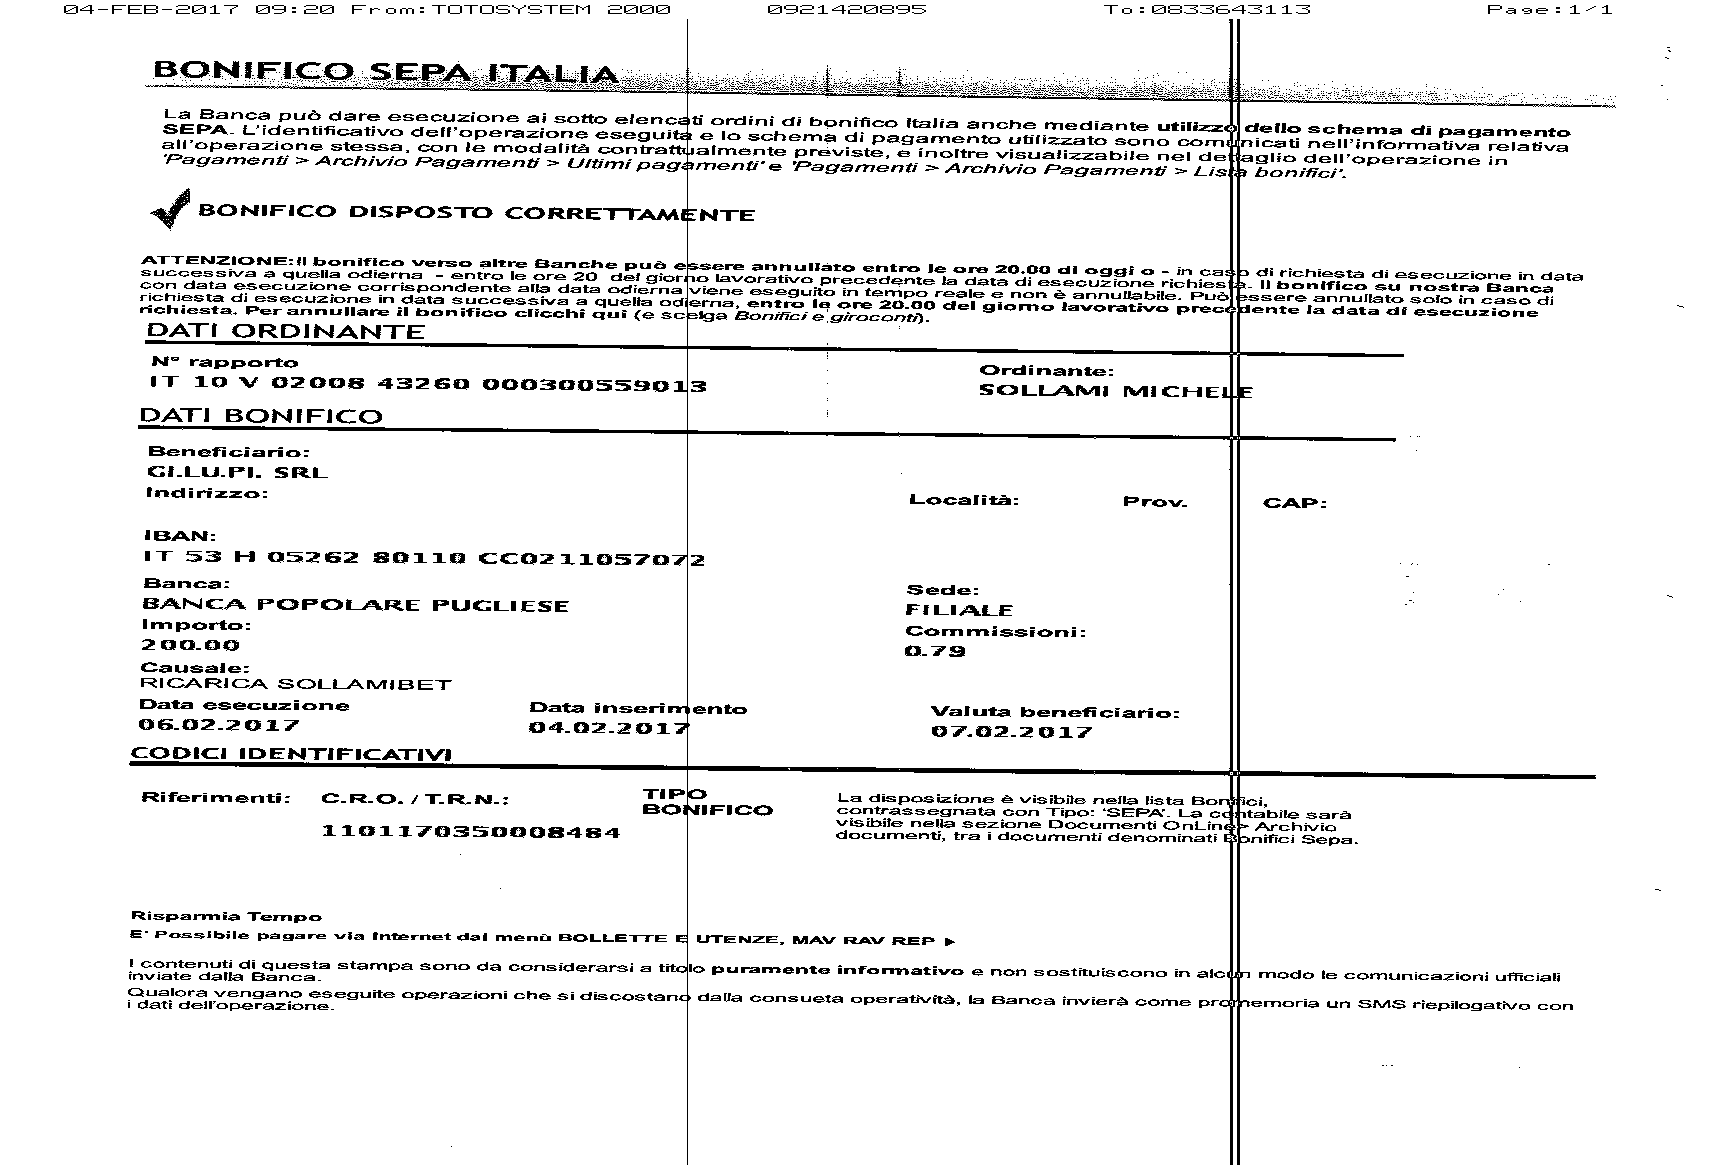 04-FEB-2017 09:20 From:TOTOSYSTEM 2000 0921420895 To:0833643113 Page:1/1
BONIFICO SEPA ITALIA
La Banca può dare esecuzione ai sotto elencati ordini di bonifico Italia anche mediante utilizzo dello schema di pagamento
SEPA. L'identificativo dell'operazione eseguita e lo schema di pagamento utilizzato sono comunicati nell'informativa relativa
all'operazione stessa, con le modalità contrattualmente previste, e inoltre visualizzabile nel dettaglio dell'operazione in
'Pagamenti > Archivio Pagamenti > Ultimi pagamenti' e 'Pagamenti > Archivio Pagamenti > Lista bonifici'.
BONIFICO DISPOSTO CORRETTAMENTE
ATTENZIONE:Il bonifico verso altre Banche può essere annullato entro le ore 20.00 di oggi o - in caso di richiesta di esecuzione in data
successiva a quella odierna - entro le ore 20 del giorno lavorativo precedente la data di esecuzione richiesta. Il bonifico su nostra Banca
con data esecuzione corrispondente alla data odierna viene eseguito in tempo reale e non è annullabile. Può essere annullato solo in caso di
richiesta di esecuzione in data successiva a quella odierna, entro le ore 20.00 del giorno lavorativo precedente la data di esecuzione
richiesta. Per annullare il bonifico clicchi qui (e scelga Bonifici e giroconti).
DATI ORDINANTE
N° rapporto Ordinante:
IT 10 V 02008 43260 000300559013 SOLLAMI MICHELE
DATI BONIFICO
Beneficiario:
GI.LU.PI. SRL
Indirizzo: Località: Prov. CAP:
IBAN:
IT 53 H 05262 80110 CC0211057072
Banca: Sede:
BANCA POPOLARE PUGLIESE FILIALE
Importo: Commissioni:
200.00 0.79
Causale:
RICARICA SOLLAMIBET
Data esecuzione Data inserimento Valuta beneficiario:
06.02.2017 04.02.2017 07.02.2017
CODICI IDENTIFICATIVI
Riferimenti: C.R.O. / T.R.N.: TIPO
BONIFICO
1101170350008484
La disposizione è visibile nella lista Bonifici,
contrassegnata con Tipo: 'SEPA'. La contabile sarà
visibile nella sezione Documenti OnLine> Archivio
documenti, tra i documenti denominati Bonifici Sepa.
Risparmia Tempo
E' Possibile pagare via Internet dal menù BOLLETTE E UTENZE, MAV RAV REP
I contenuti di questa stampa sono da considerarsi a titolo puramente informativo e non sostituiscono in alcun modo le comunicazioni ufficiali
inviate dalla Banca.
Qualora vengano eseguite operazioni che si discostano dalla consueta operatività, la Banca invierà come promemoria un SMS riepilogativo con
i dati dell'operazione.